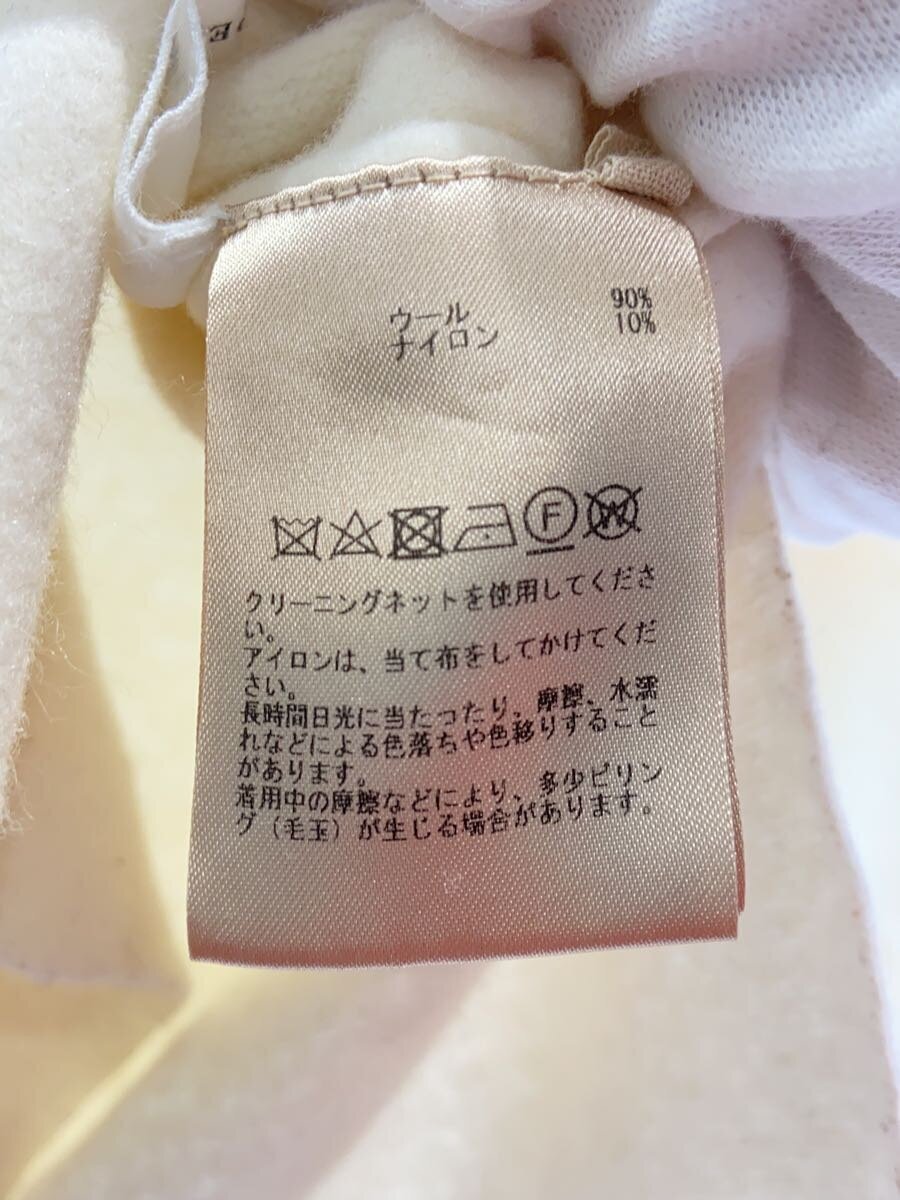 ウール 90%
ナイロン 10%
F W
クリーニングネットを使用してくださ
い。
アイロンは、当て布をしてかけてくだ
さい。
長時間日光に当たったり、摩擦、水濡
れなどによる色落ちや色移りすること
があります。
着用中の摩擦などにより、多少ピリン
グ（毛玉）が生じる場合があります。